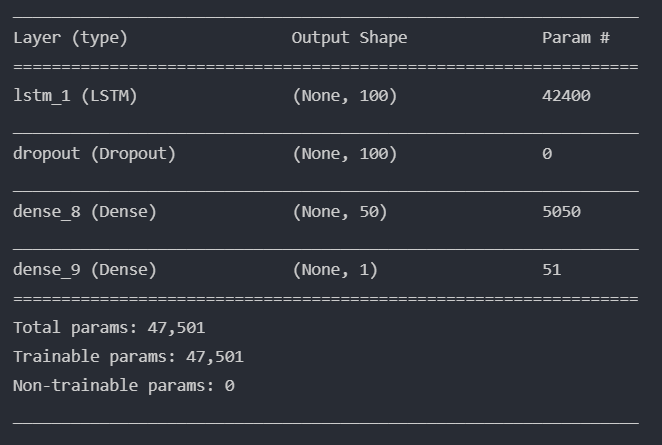 Layer (type) Output Shape Param #
=================================================================
lstm_1 (LSTM) (None, 100) 42400
dropout (Dropout) (None, 100) 0
dense_8 (Dense) (None, 50) 5050
dense_9 (Dense) (None, 1) 51
=================================================================
Total params: 47,501
Trainable params: 47,501
Non-trainable params: 0